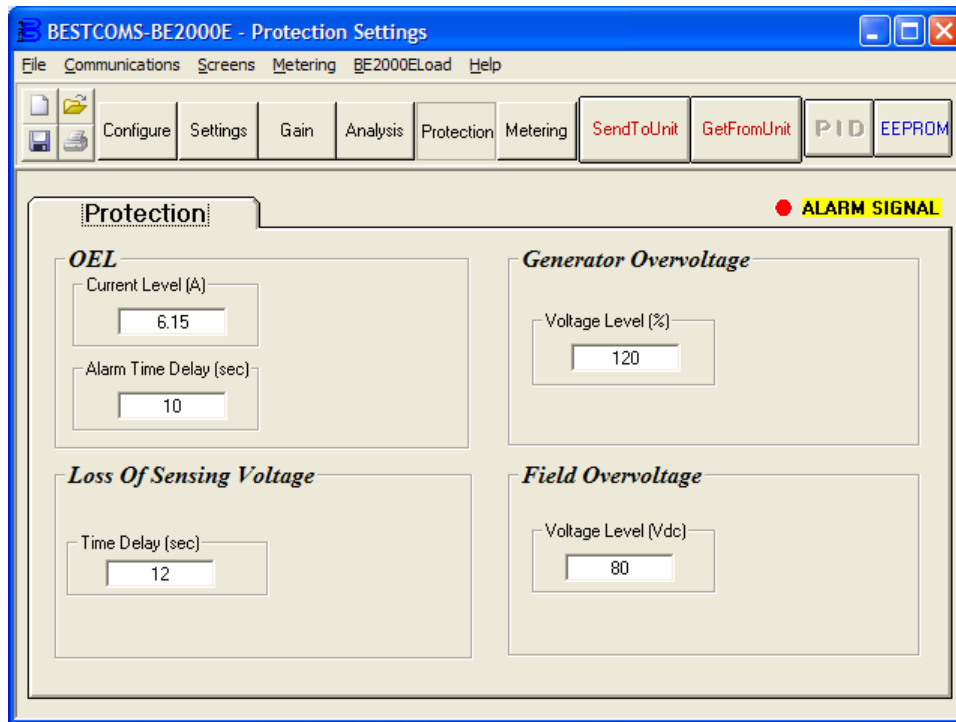 BESTCOMS-BE2000E - Protection Settings
File Communications Screens Metering BE2000ELoad Help
Configure Settings Gain Analysis Protection Metering SendToUnit GetFromUnit PID EEPROM
Protection
ALARM SIGNAL
OEL
Current Level (A)
6.15
Alarm Time Delay (sec)
10
Generator Overvoltage
Voltage Level (%)
120
Loss Of Sensing Voltage
Time Delay (sec)
12
Field Overvoltage
Voltage Level (Vdc)
80